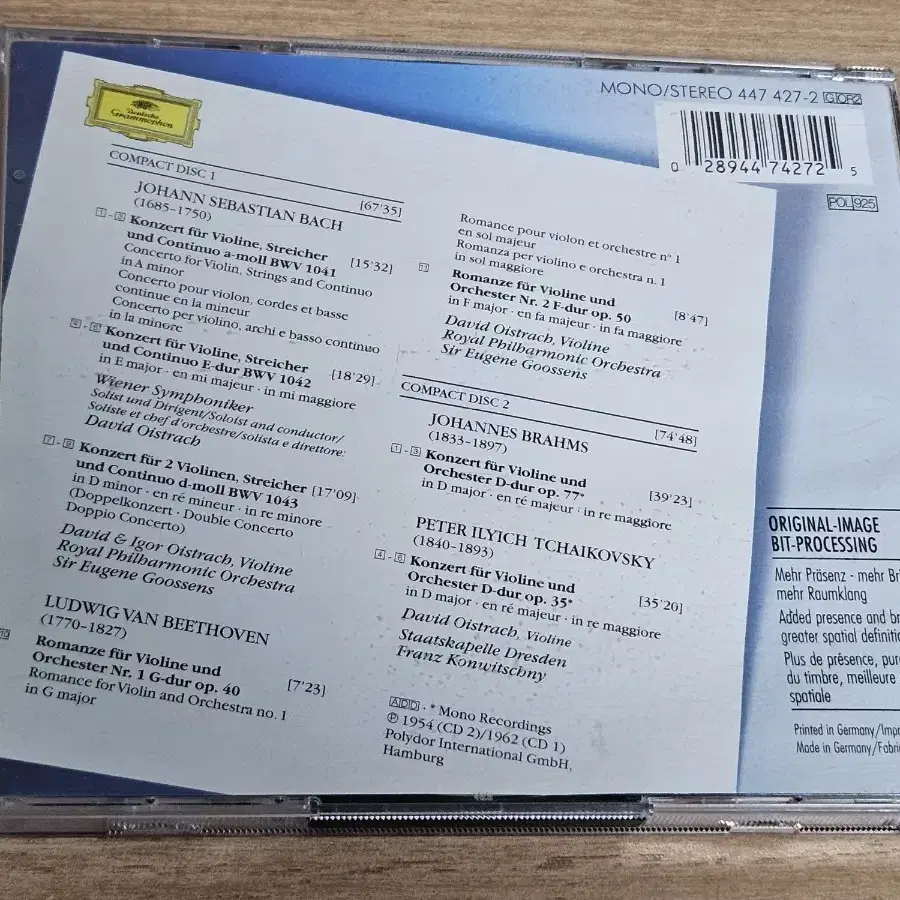 MONO/STEREO 447 427-2 GOR2
0 28944 74272 5
POL 925
Deutsche
Grammophon
COMPACT DISC 1 [67'35]
JOHANN SEBASTIAN BACH
(1685–1750)
1 - 3 Konzert für Violine, Streicher
und Continuo a-moll BWV 1041 [15'32]
Concerto for Violin, Strings and Continuo
in A minor
Concerto pour violon, cordes et basse
continue en la mineur
Concerto per violino, archi e basso continuo
in la minore
4 - 6 Konzert für Violine, Streicher
und Continuo E-dur BWV 1042 [18'29]
in E major · en mi majeur · in mi maggiore
Wiener Symphoniker
Solist und Dirigent/Soloist and conductor/
Soliste et chef d'orchestre/solista e direttore:
David Oistrach
7 - 9 Konzert für 2 Violinen, Streicher [17'09]
und Continuo d-moll BWV 1043
in D minor · en ré mineur · in re minore
(Doppelkonzert · Double Concerto
Doppio Concerto)
David & Igor Oistrach, Violine
Royal Philharmonic Orchestra
Sir Eugene Goossens
LUDWIG VAN BEETHOVEN
(1770–1827)
10 Romanze für Violine und
Orchester Nr. 1 G-dur op. 40 [7'23]
Romance for Violin and Orchestra no. 1
in G major
Romance pour violon et orchestre n° 1
en sol majeur
Romanza per violino e orchestra n. 1
in sol maggiore
11 Romanze für Violine und
Orchester Nr. 2 F-dur op. 50 [8'47]
in F major · en fa majeur · in fa maggiore
David Oistrach, Violine
Royal Philharmonic Orchestra
Sir Eugene Goossens
COMPACT DISC 2 [74'48]
JOHANNES BRAHMS
(1833–1897)
1 - 3 Konzert für Violine und
Orchester D-dur op. 77* [39'23]
in D major · en ré majeur · in re maggiore
PETER ILYICH TCHAIKOVSKY
(1840–1893)
4 - 6 Konzert für Violine und
Orchester D-dur op. 35* [35'20]
in D major · en ré majeur · in re maggiore
David Oistrach, Violine
Staatskapelle Dresden
Franz Konwitschny
ADD · * Mono Recordings
℗ 1954 (CD 2)/1962 (CD 1)
Polydor International GmbH,
Hamburg
ORIGINAL-IMAGE
BIT-PROCESSING
Mehr Präsenz - mehr Bri
mehr Raumklang
Added presence and br
greater spatial definitio
Plus de présence, pur
du timbre, meilleure
spatiale
Printed in Germany/Impr
Made in Germany/Fabri